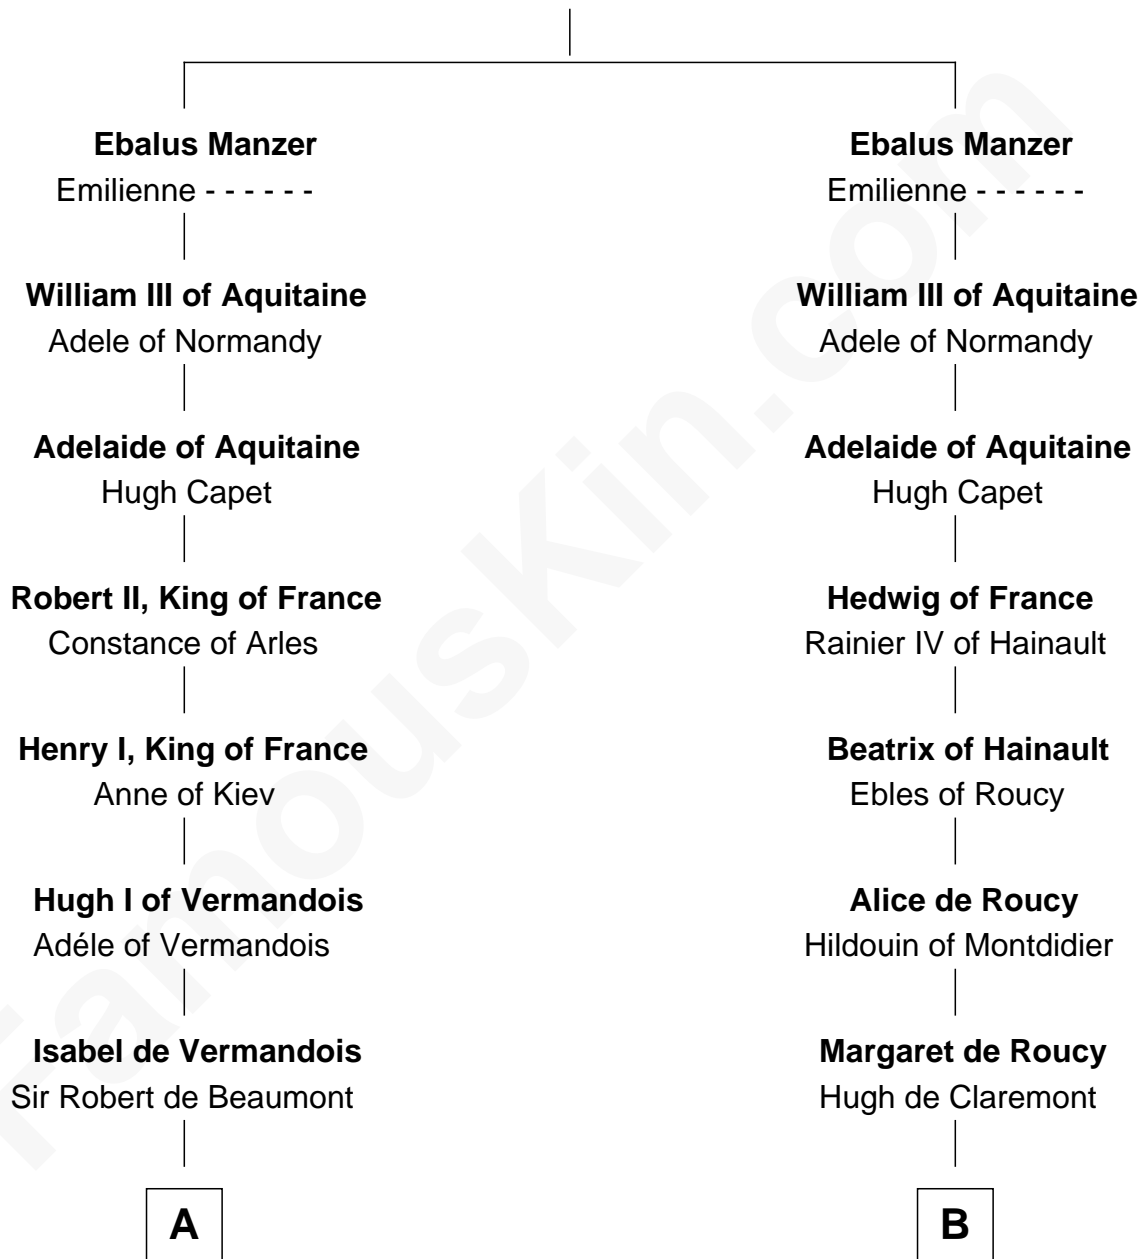 Ebalus Manzer
Emilienne - - - - - -
William III of Aquitaine
Adele of Normandy
Adelaide of Aquitaine
Hugh Capet
Robert II, King of France
Constance of Arles
Henry I, King of France
Anne of Kiev
Hugh I of Vermandois
Adéle of Vermandois
Isabel de Vermandois
Sir Robert de Beaumont
A
Ebalus Manzer
Emilienne - - - - - -
William III of Aquitaine
Adele of Normandy
Adelaide of Aquitaine
Hugh Capet
Hedwig of France
Rainier IV of Hainault
Beatrix of Hainault
Ebles of Roucy
Alice de Roucy
Hildouin of Montdidier
Margaret de Roucy
Hugh de Claremont
B
FamousKin.com